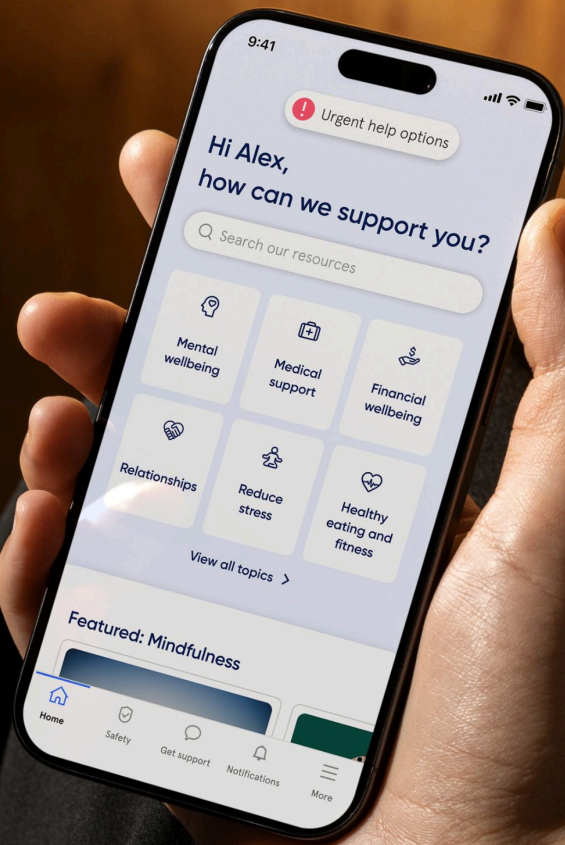 9:41
Urgent help options
Hi Alex,
how can we support you?
Search our resources
Mental
wellbeing
Medical
support
Financial
wellbeing
Relationships
Reduce
stress
Healthy
eating and
fitness
View all topics
Featured: Mindfulness
Home
Safety
Get support
Notifications
More